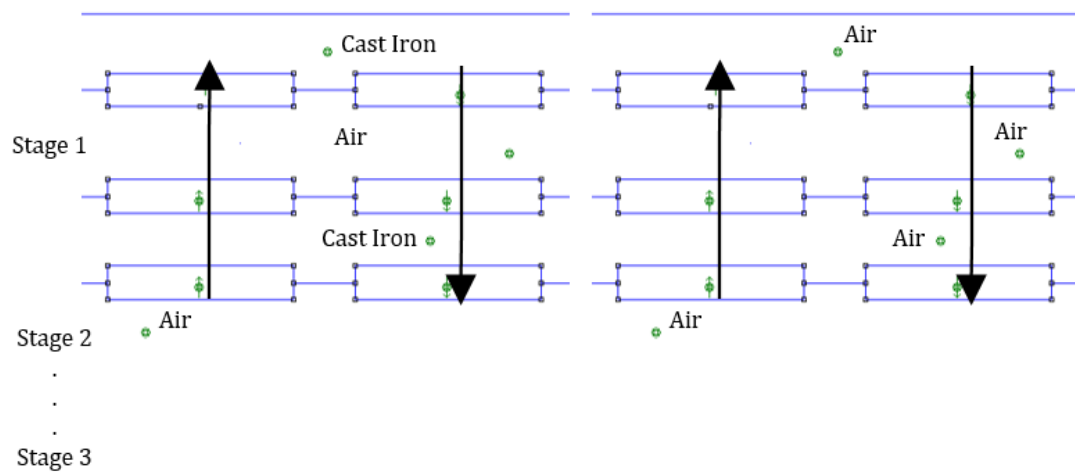 Cast Iron
Air
Stage 1
Air
Air
Cast Iron
Air
Air
Air
Stage 2
.
.
.
Stage 3